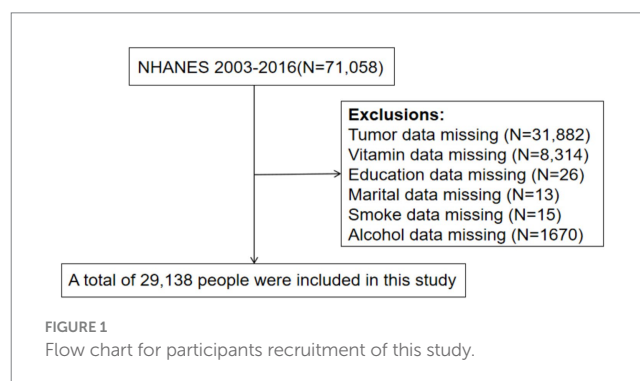 NHANES 2003-2016(N=71,058)
Exclusions:
Tumor data missing (N=31,882)
Vitamin data missing (N=8,314)
Education data missing (N=26)
Marital data missing (N=13)
Smoke data missing (N=15)
Alcohol data missing (N=1670)
A total of 29,138 people were included in this study
FIGURE 1
Flow chart for participants recruitment of this study.